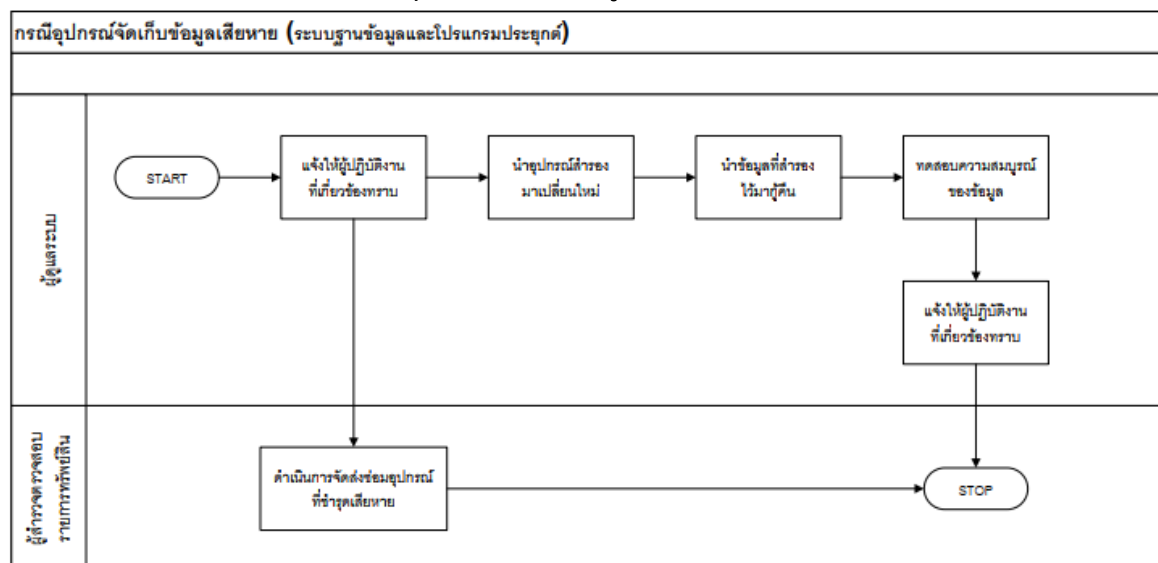 กรณีอุปกรณ์จัดเก็บข้อมูลเสียหาย (ระบบฐานข้อมูลและโปรแกรมประยุกต์)
ผู้ดูแลระบบ
START
แจ้งให้ผู้ปฏิบัติงาน
ที่เกี่ยวข้องทราบ
นำอุปกรณ์สำรอง
มาเปลี่ยนใหม่
นำข้อมูลที่สำรอง
ไว้มากู้คืน
ทดสอบความสมบูรณ์
ของข้อมูล
แจ้งให้ผู้ปฏิบัติงาน
ที่เกี่ยวข้องทราบ
ผู้สำรวจตรวจสอบ
รายการทรัพย์สิน
ดำเนินการจัดส่งซ่อมอุปกรณ์
ที่ชำรุดเสียหาย
STOP